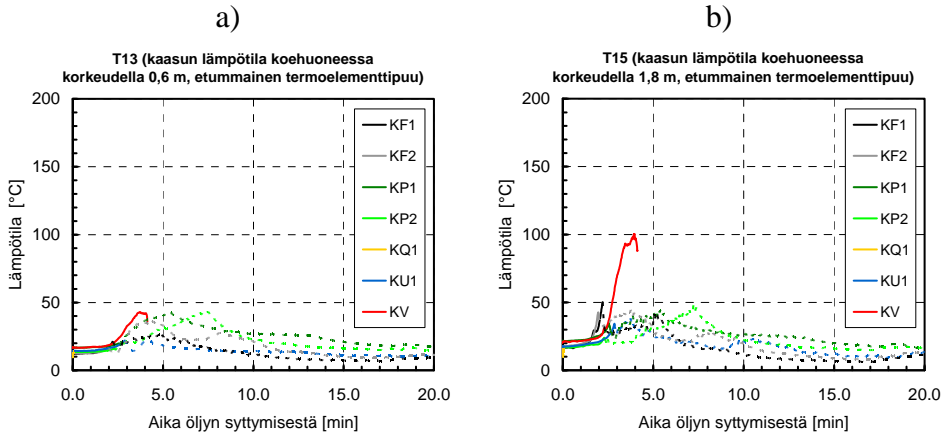 a)
T13 (kaasun lämpötila koehuoneessa
korkeudella 0,6 m, etummainen termoelementtipuu)
200
150
100
50
0
Lämpötila [°C]
KF1
KF2
KP1
KP2
KQ1
KU1
KV
0.0 5.0 10.0 15.0 20.0
Aika öljyn syttymisestä [min]
b)
T15 (kaasun lämpötila koehuoneessa
korkeudella 1,8 m, etummainen termoelementtipuu)
200
150
100
50
0
Lämpötila [°C]
KF1
KF2
KP1
KP2
KQ1
KU1
KV
0.0 5.0 10.0 15.0 20.0
Aika öljyn syttymisestä [min]